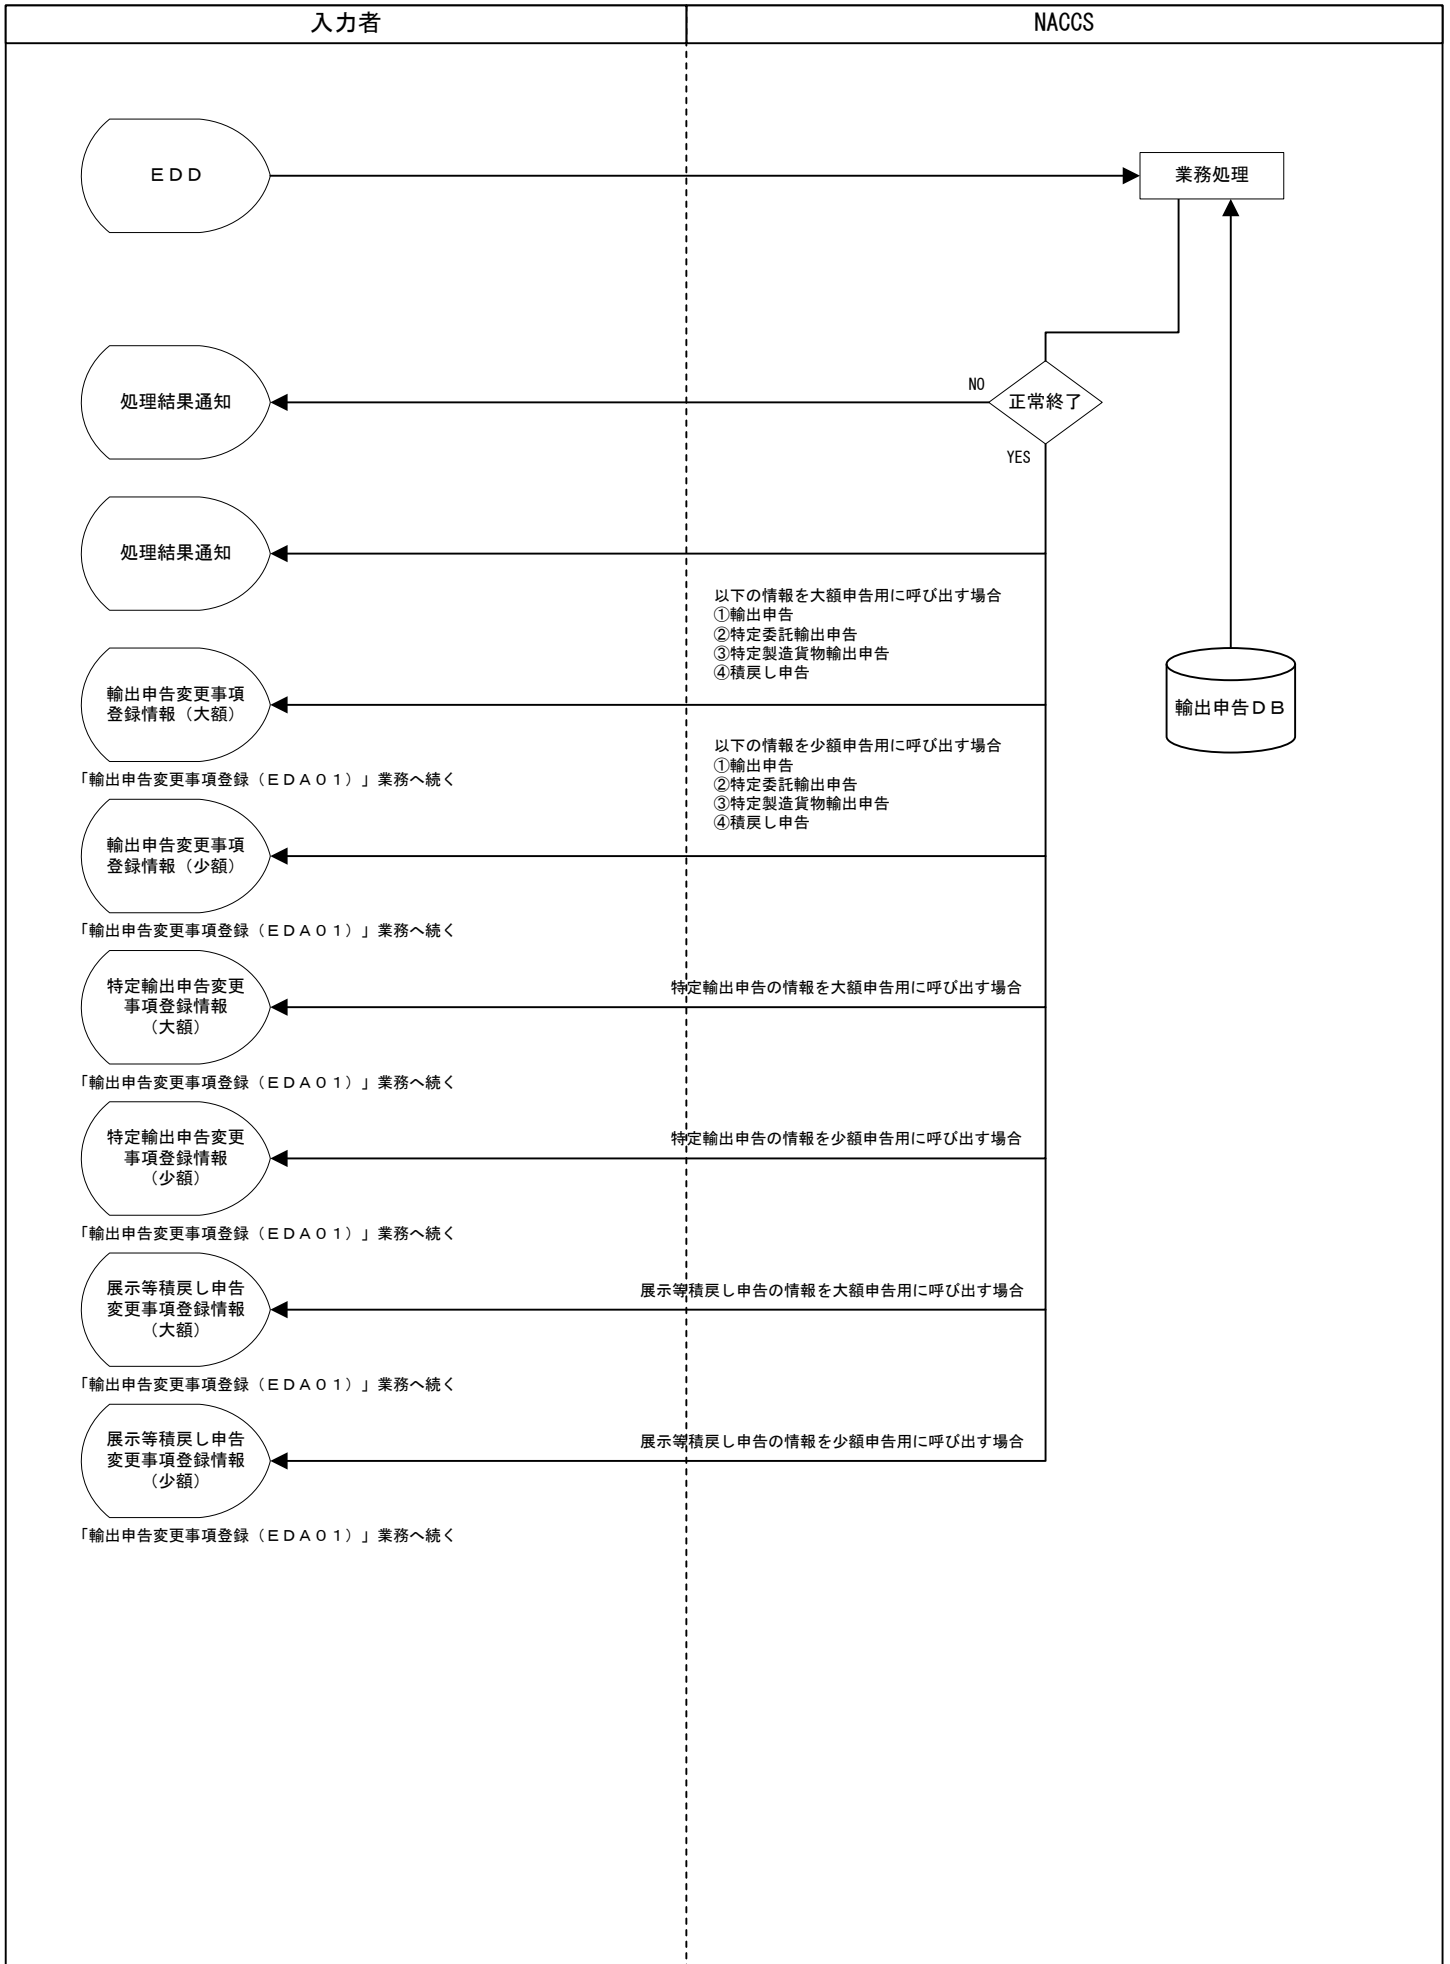 入力者
NACCS
ＥＤＤ
業務処理
処理結果通知
NO
正常終了
YES
処理結果通知
以下の情報を大額申告用に呼び出す場合
①輸出申告
②特定委託輸出申告
③特定製造貨物輸出申告
④積戻し申告
輸出申告変更事項
登録情報（大額）
輸出申告ＤＢ
「輸出申告変更事項登録（ＥＤＡ０１）」業務へ続く
以下の情報を少額申告用に呼び出す場合
①輸出申告
②特定委託輸出申告
③特定製造貨物輸出申告
④積戻し申告
輸出申告変更事項
登録情報（少額）
「輸出申告変更事項登録（ＥＤＡ０１）」業務へ続く
特定輸出申告の情報を大額申告用に呼び出す場合
特定輸出申告変更
事項登録情報
（大額）
「輸出申告変更事項登録（ＥＤＡ０１）」業務へ続く
特定輸出申告の情報を少額申告用に呼び出す場合
特定輸出申告変更
事項登録情報
（少額）
「輸出申告変更事項登録（ＥＤＡ０１）」業務へ続く
展示等積戻し申告の情報を大額申告用に呼び出す場合
展示等積戻し申告
変更事項登録情報
（大額）
「輸出申告変更事項登録（ＥＤＡ０１）」業務へ続く
展示等積戻し申告の情報を少額申告用に呼び出す場合
展示等積戻し申告
変更事項登録情報
（少額）
「輸出申告変更事項登録（ＥＤＡ０１）」業務へ続く